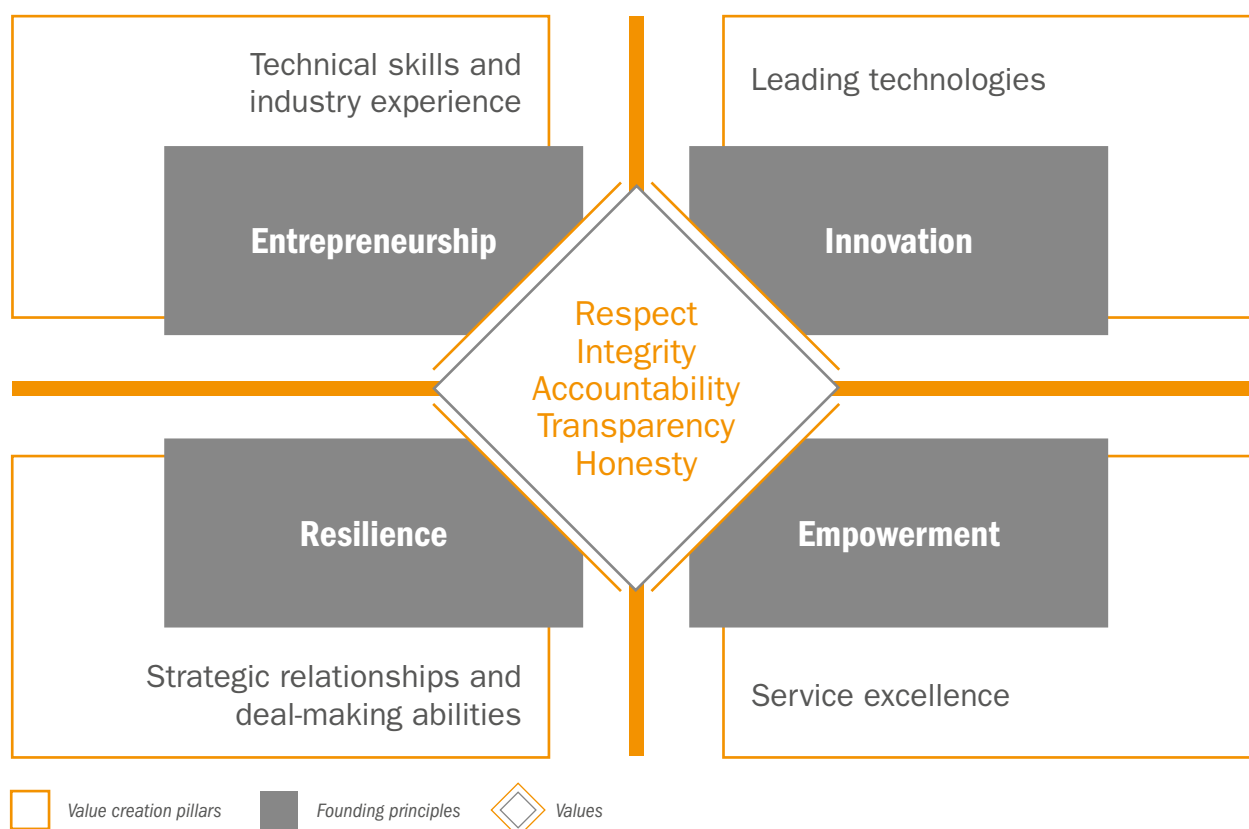 Technical skills and
industry experience
Leading technologies
Entrepreneurship
Innovation
Respect
Integrity
Accountability
Transparency
Honesty
Resilience
Empowerment
Strategic relationships and
deal-making abilities
Service excellence
Value creation pillars
Founding principles
Values